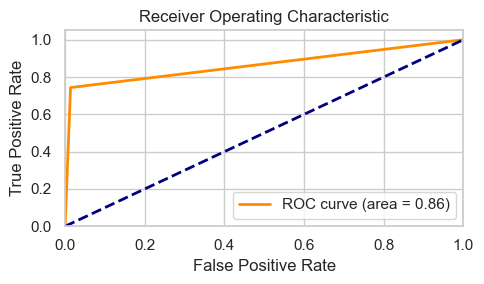 Receiver Operating Characteristic
True Positive Rate
1.0
0.8
0.6
0.4
0.2
0.0
ROC curve (area = 0.86)
0.0 0.2 0.4 0.6 0.8 1.0
False Positive Rate